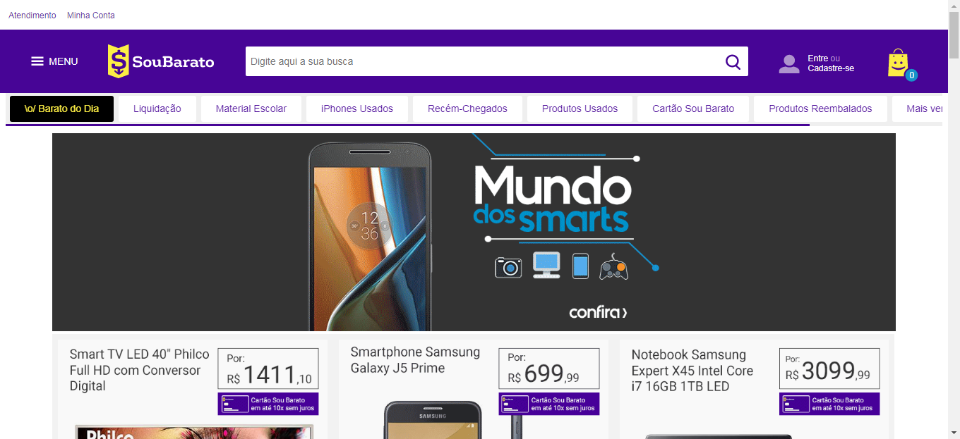 Atendimento Minha Conta
MENU
SouBarato
Digite aqui a sua busca
Entre ou
Cadastre-se
0
\o/ Barato do Dia
Liquidação
Material Escolar
iPhones Usados
Recém-Chegados
Produtos Usados
Cartão Sou Barato
Produtos Reembalados
Mais ver
12
36
Mundo
dos smarts
confira
Smart TV LED 40" Philco
Full HD com Conversor
Digital
Por:
R$ 1411,10
Cartão Sou Barato
em até 10x sem juros
Philco
Smartphone Samsung
Galaxy J5 Prime
Por:
R$ 699,99
Cartão Sou Barato
em até 10x sem juros
SAMSUNG
Notebook Samsung
Expert X45 Intel Core
i7 16GB 1TB LED
Por:
R$ 3099,99
Cartão Sou Barato
em até 10x sem juros